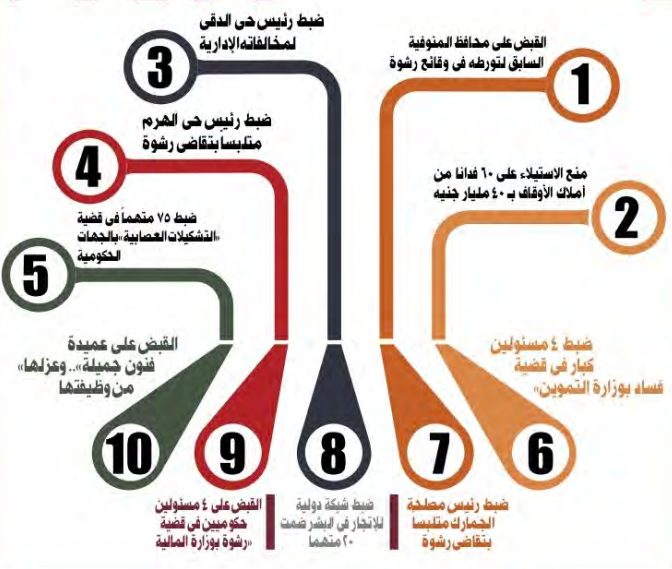 1
القبض على محافظ المنوفية
السابق لتورطه فى وقائع رشوة
2
منع الاستيلاء على ٦٠ فدانا من
أملاك الأوقاف بـ ٤٠ مليار جنيه
3
ضبط رئيس حى الدقى
لمخالفاته الإدارية
4
ضبط رئيس حى الهرم
متلبسا بتقاضى رشوة
5
ضبط ٧٥ متهماً فى قضية
«التشكيلات العصابية» بالجهات
الحكومية
6
ضبط ٤ مسئولين
كبار فى قضية
فساد بوزارة التموين»
7
ضبط رئيس مصلحة
الجمارك متلبسا
بتقاضى رشوة
8
ضبط شبكة دولية
للإتجار فى البشر ضمت
٢٠ متهما
9
القبض على ٤ مسئولين
حكوميين فى قضية
«رشوة بوزارة المالية
10
القبض على عميدة
فنون جميلة».. وعزلها»
من وظيفتها